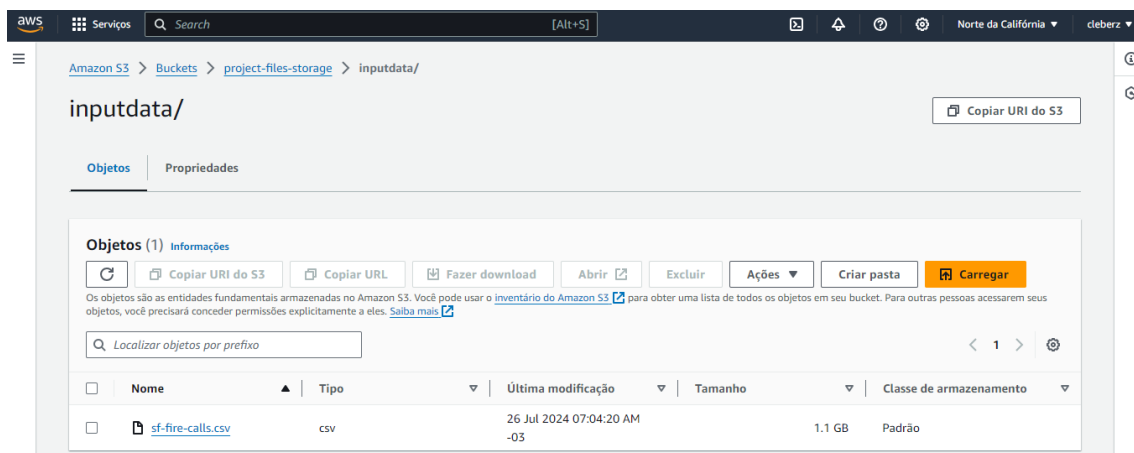 aws Serviços Search [Alt+S] Norte da Califórnia cleberz
Amazon S3 > Buckets > project-files-storage > inputdata/
inputdata/
Copiar URI do S3
Objetos Propriedades
Objetos (1) Informações
Copiar URI do S3 Copiar URL Fazer download Abrir Excluir Ações Criar pasta Carregar
Os objetos são as entidades fundamentais armazenadas no Amazon S3. Você pode usar o inventário do Amazon S3 para obter uma lista de todos os objetos em seu bucket. Para outras pessoas acessarem seus
objetos, você precisará conceder permissões explicitamente a eles. Saiba mais
Localizar objetos por prefixo
< 1 >
Nome Tipo Última modificação Tamanho Classe de armazenamento
sf-fire-calls.csv csv 26 Jul 2024 07:04:20 AM 1.1 GB Padrão
-03